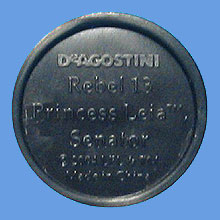 DeAGOSTINI
Rebel 13
Princess Leia™,
Senator
Made in China